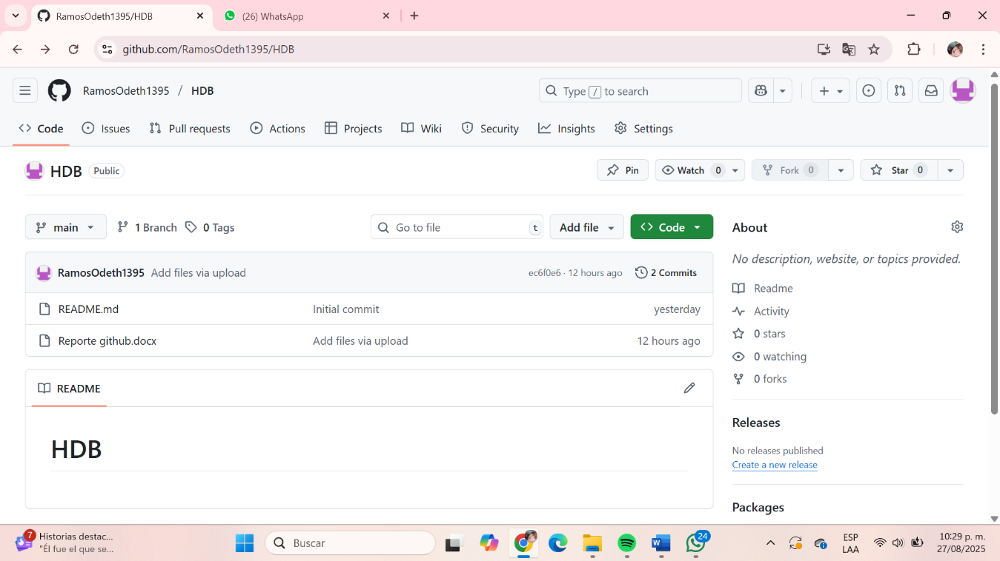 RamosOdeth1395/HDB
(26) WhatsApp
github.com/RamosOdeth1395/HDB
RamosOdeth1395 / HDB
Type / to search
Code Issues Pull requests Actions Projects Wiki Security Insights Settings
HDB Public
Pin Watch 0 Fork 0 Star 0
main 1 Branch 0 Tags Go to file t Add file Code
RamosOdeth1395 Add files via upload ec6f0e6 · 12 hours ago 2 Commits
README.md Initial commit yesterday
Reporte github.docx Add files via upload 12 hours ago
README
HDB
About
No description, website, or topics provided.
Readme
Activity
0 stars
0 watching
0 forks
Releases
No releases published
Create a new release
Packages
7 Historias destac...
"Él fue el que se...
Buscar
24
ESP
LAA
10:29 p. m.
27/08/2025